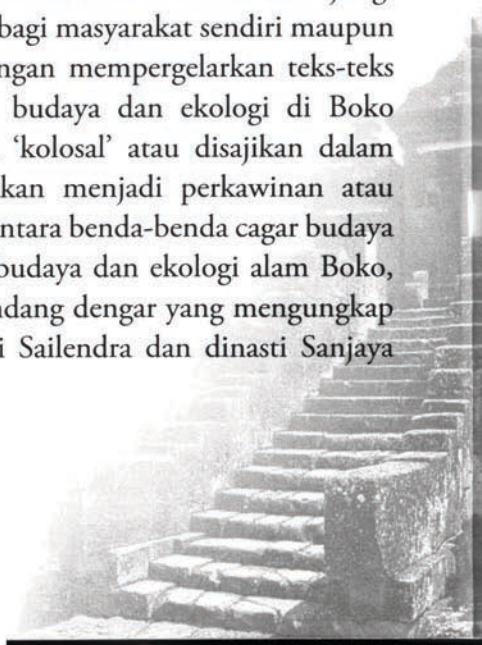 bagi masyarakat sendiri maupun
ngan mempergelarkan teks-teks
budaya dan ekologi di Boko
'kolosal' atau disajikan dalam
kan menjadi perkawinan atau
ntara benda-benda cagar budaya
budaya dan ekologi alam Boko,
ndang dengar yang mengungkap
i Sailendra dan dinasti Sanjaya